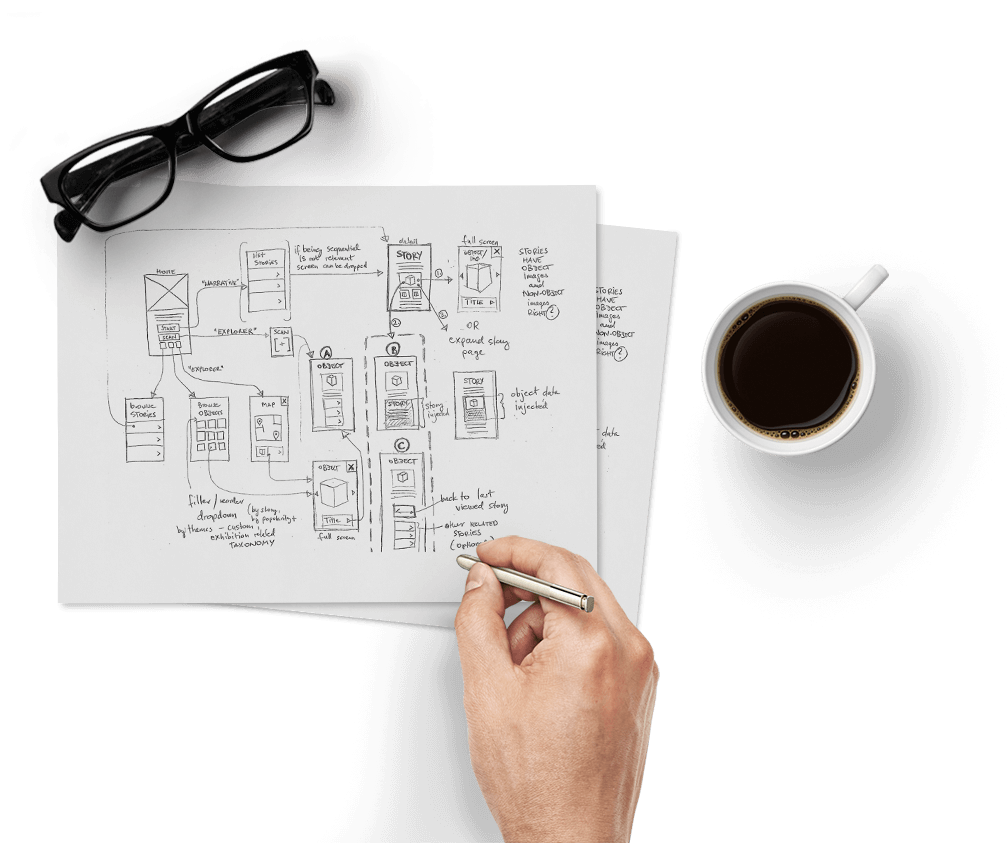 HOME
START
SCAN
"NARRATIVE"
"EXPLORER"
"EXPLORER"
list
STORIES
if being sequential
is not relevant
screen can be dropped
detail
STORY
1.
2.
2.
full screen
OBJECT/
TITLE
OR
expand story
page
STORIES
HAVE
OBJECT
images
and
NON-OBJECT
images
RIGHT?
SCAN
A
OBJECT
B
OBJECT
STORY
story
injected
STORY
object data
injected
browse
STORIES
BROWSE
OBJECTS
MAP
X
OBJECT
X
Title
full screen
C
OBJECT
back to last
viewed story
other RELATED
STORIES
(optional)
filter/reorder
dropdown (by story,
by popularity+
by themes - custom,
exhibition related
TAXONOMY
STORIES
HAVE
OBJECT
images
and
NON-OBJECT
images
RIGHT?
data